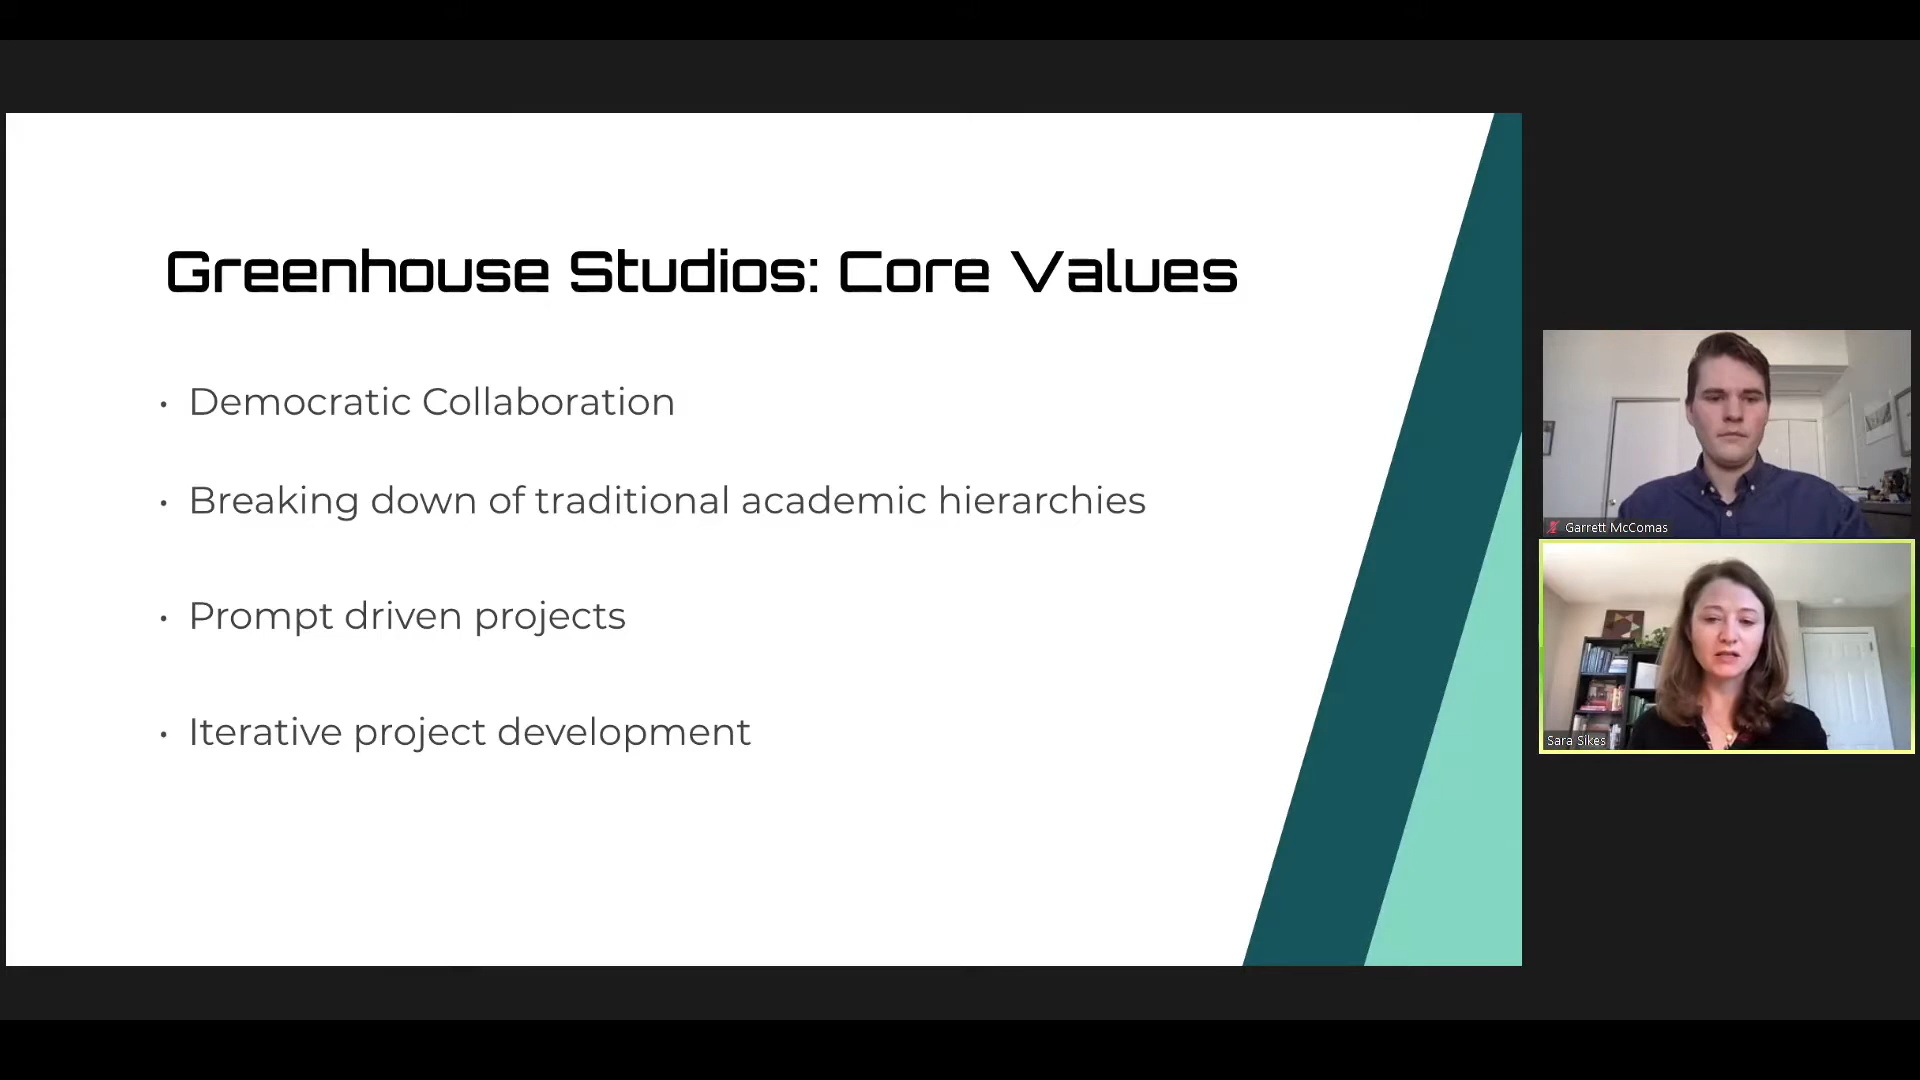 Greenhouse Studios: Core Values
• Democratic Collaboration
• Breaking down of traditional academic hierarchies
• Prompt driven projects
• Iterative project development
Garrett McComas
Sara Sikes